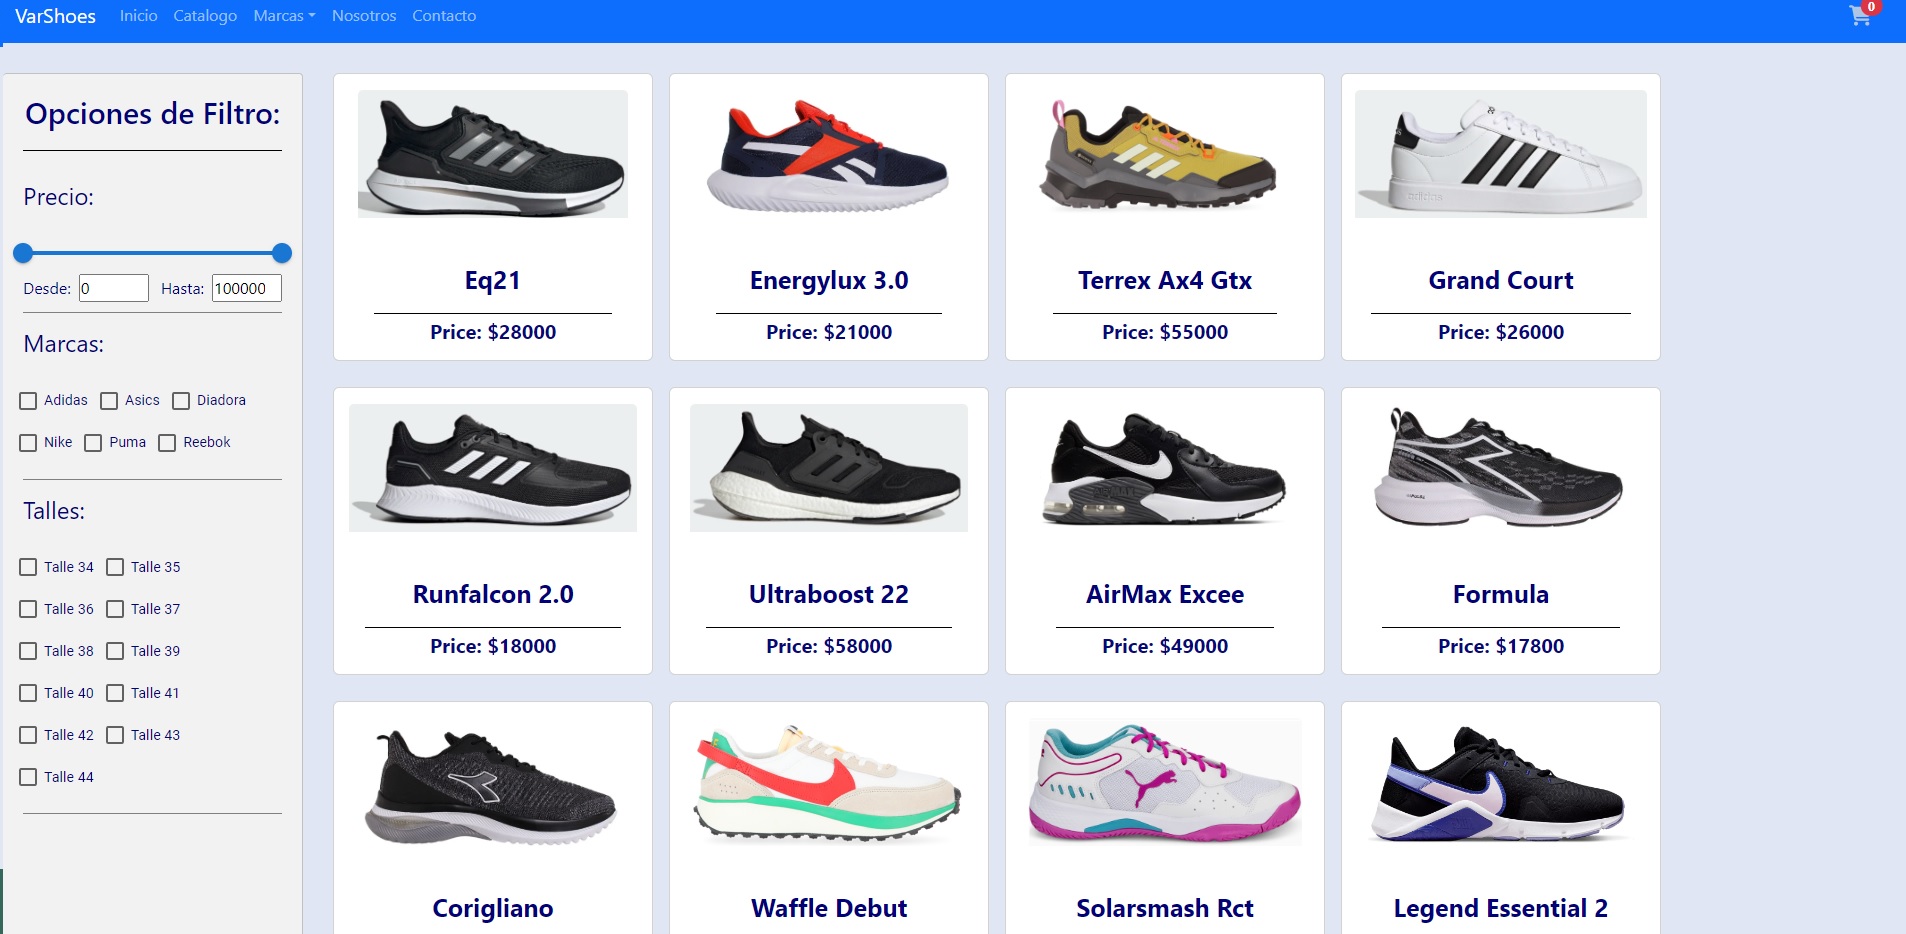 VarShoes Inicio Catalogo Marcas Nosotros Contacto 0
Opciones de Filtro:
Precio:
Desde: 0 Hasta: 100000
Marcas:
Adidas Asics Diadora
Nike Puma Reebok
Talles:
Talle 34 Talle 35
Talle 36 Talle 37
Talle 38 Talle 39
Talle 40 Talle 41
Talle 42 Talle 43
Talle 44
Eq21
Price: $28000
Energylux 3.0
Price: $21000
Terrex Ax4 Gtx
Price: $55000
adidas
Grand Court
Price: $26000
Runfalcon 2.0
Price: $18000
Ultraboost 22
Price: $58000
AIRMAX
AirMax Excee
Price: $49000
Formula
Price: $17800
Corigliano
Waffle Debut
Solarsmash Rct
Legend Essential 2